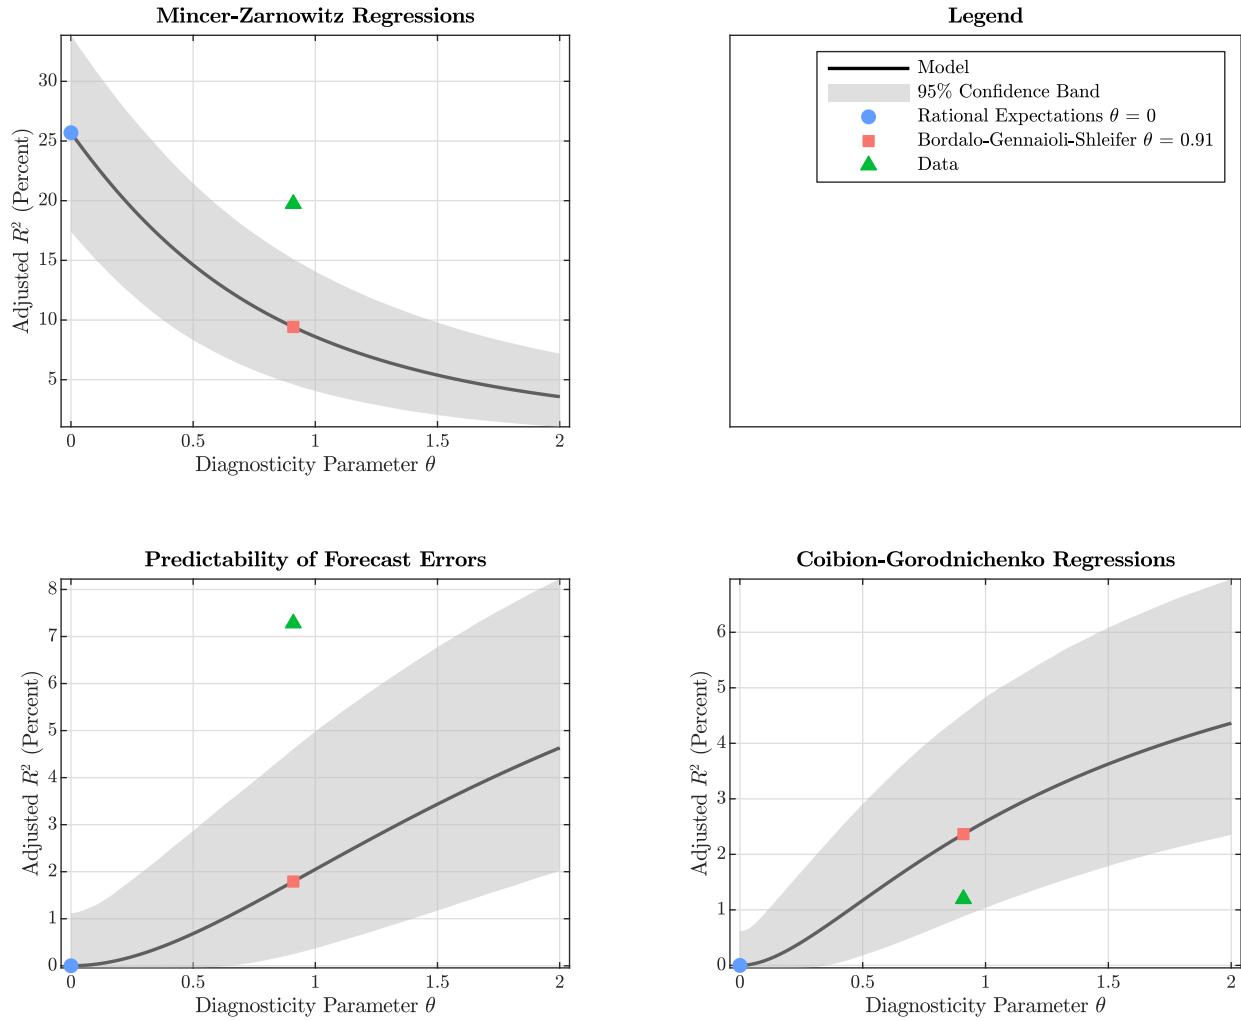 Mincer-Zarnowitz Regressions
Adjusted R² (Percent)
30
25
20
15
10
5
0
0.5
1
1.5
2
Diagnosticity Parameter θ
Legend
Model
95% Confidence Band
Rational Expectations θ = 0
Bordalo-Gennaioli-Shleifer θ = 0.91
Data
Predictability of Forecast Errors
Adjusted R² (Percent)
8
7
6
5
4
3
2
1
0
0
0.5
1
1.5
2
Diagnosticity Parameter θ
Coibion-Gorodnichenko Regressions
Adjusted R² (Percent)
6
5
4
3
2
1
0
0
0.5
1
1.5
2
Diagnosticity Parameter θ